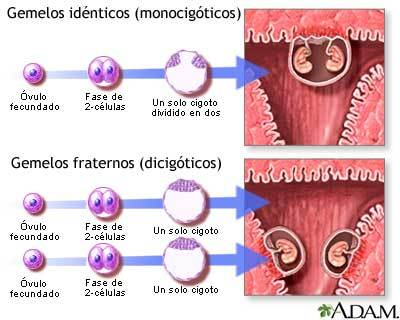 Gemelos idénticos (monocigóticos)
Óvulo
fecundado
Fase de
2-células
Un solo cigoto
dividido en dos
Gemelos fraternos (dicigóticos)
Óvulo
fecundado
Fase de
2-células
Un solo cigoto
Óvulo
fecundado
Fase de
2-células
Un solo cigoto
ADAM.